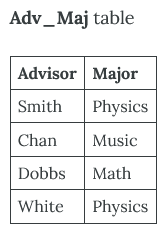 Adv_Maj table
Advisor Major
Smith Physics
Chan Music
Dobbs Math
White Physics